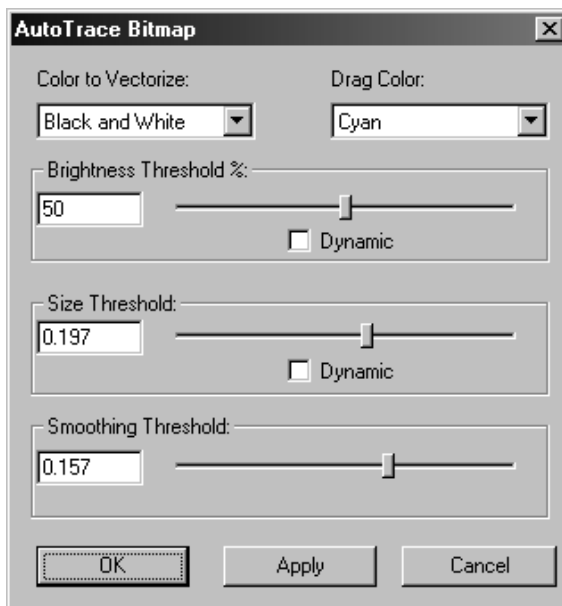 AutoTrace Bitmap
Color to Vectorize: Drag Color:
Black and White Cyan
Brightness Threshold %:
50
Dynamic
Size Threshold:
0.197
Dynamic
Smoothing Threshold:
0.157
OK Apply Cancel